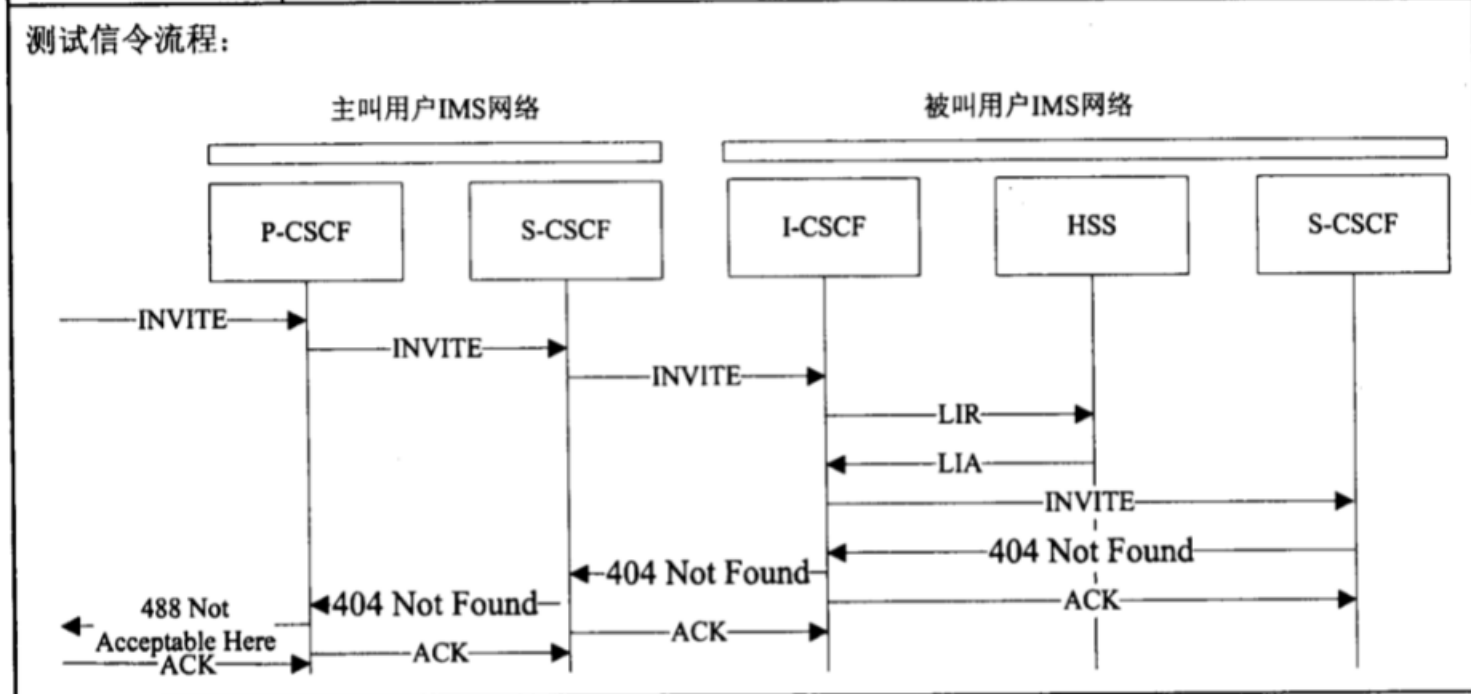 测试信令流程:
主叫用户IMS网络
被叫用户IMS网络
P-CSCF
S-CSCF
I-CSCF
HSS
S-CSCF
INVITE
INVITE
INVITE
LIR
LIA
INVITE
404 Not Found
404 Not Found
404 Not Found
488 Not
Acceptable Here
ACK
ACK
ACK
ACK